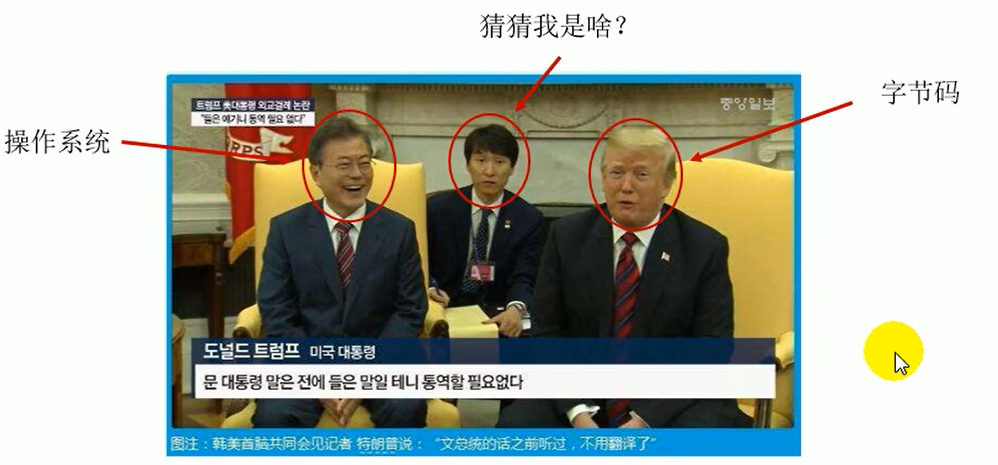 猜猜我是啥？
字节码
操作系统
트럼프 美대통령 외교결례 논란
"들은 얘기니 통역 필요 없다"
중앙일보
RPS
도널드 트럼프 미국 대통령
문 대통령 말은 전에 들은 말일 테니 통역할 필요없다
图注：韩美首脑共同会见记者 特朗普说：“文总统的话之前听过，不用翻译了”